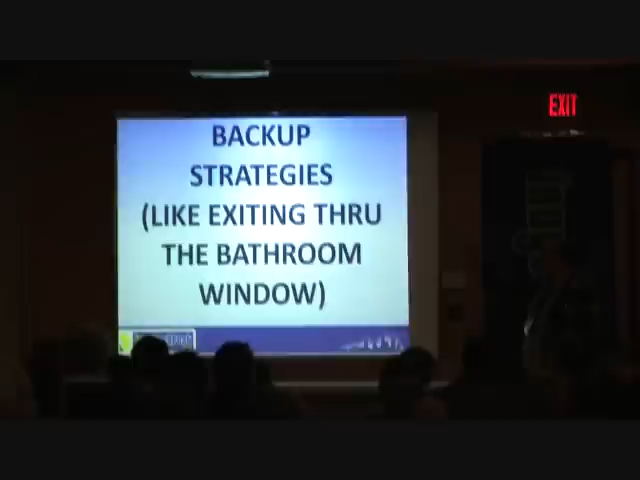 BACKUP
STRATEGIES
(LIKE EXITING THRU
THE BATHROOM
WINDOW)
EXIT